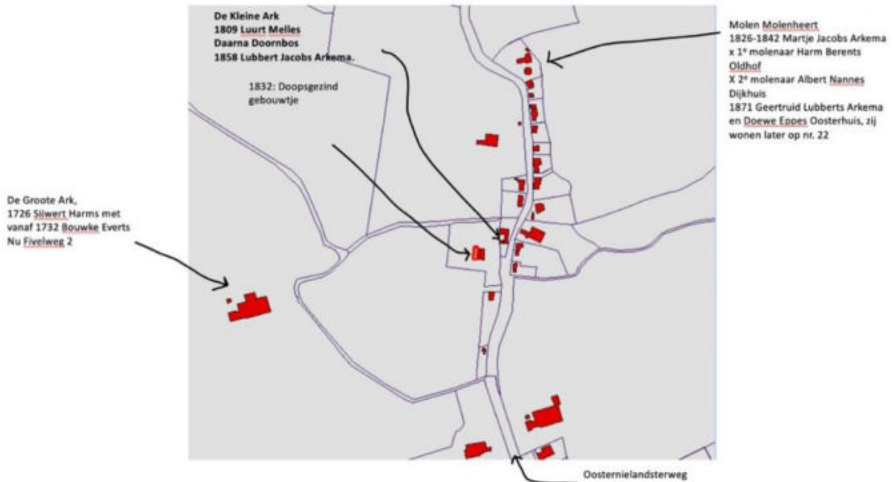 De Kleine Ark
1809 Luurt Melles
Daarna Doornbos
1858 Lubbert Jacobs Arkema.
1832: Doopsgezind
gebouwtje
Molen Molenheert
1826-1842 Martje Jacobs Arkema
x 1e molenaar Harm Berents
Oldhof
X 2e molenaar Albert Nannes
Dijkhuis
1871 Geertruid Lubberts Arkema
en Doewe Eppes Oosterhuis, zij
wonen later op nr. 22
De Groote Ark,
1726 Sijwert Harms met
vanaf 1732 Bouwke Everts
Nu Fivelweg 2
Oosternielandsterweg